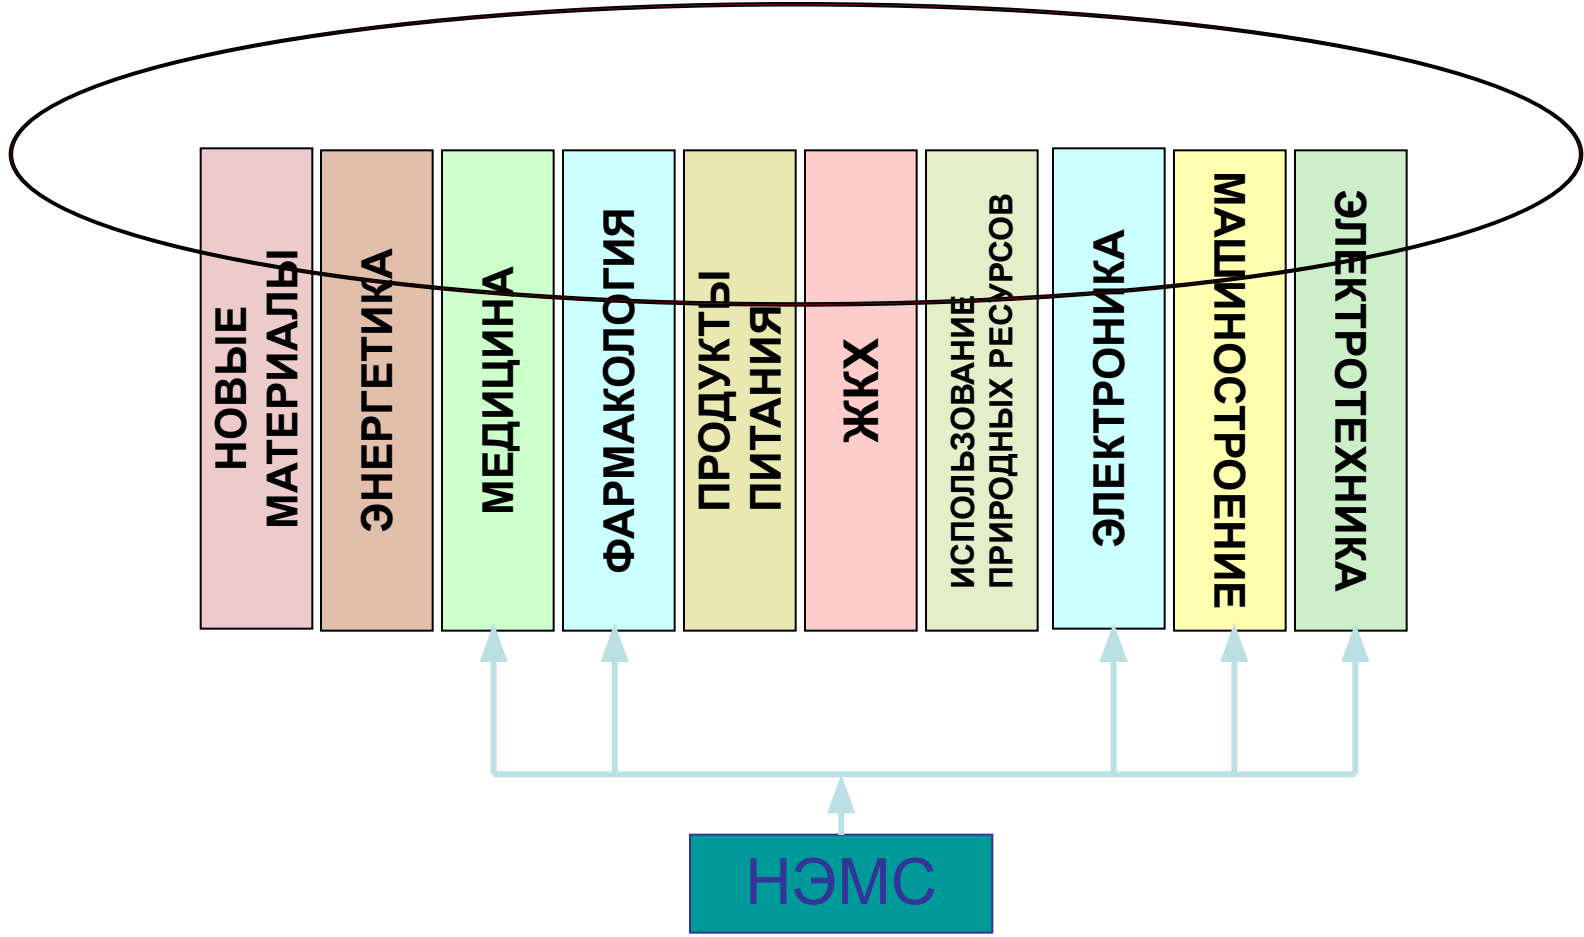 НОВЫЕ
МАТЕРИАЛЫ
ЭНЕРГЕТИКА
МЕДИЦИНА
ФАРМАКОЛОГИЯ
ПРОДУКТЫ
ПИТАНИЯ
ЖКХ
ИСПОЛЬЗОВАНИЕ
ПРИРОДНЫХ РЕСУРСОВ
ЭЛЕКТРОНИКА
МАШИНОСТРОЕНИЕ
ЭЛЕКТРОТЕХНИКА
НЭМС